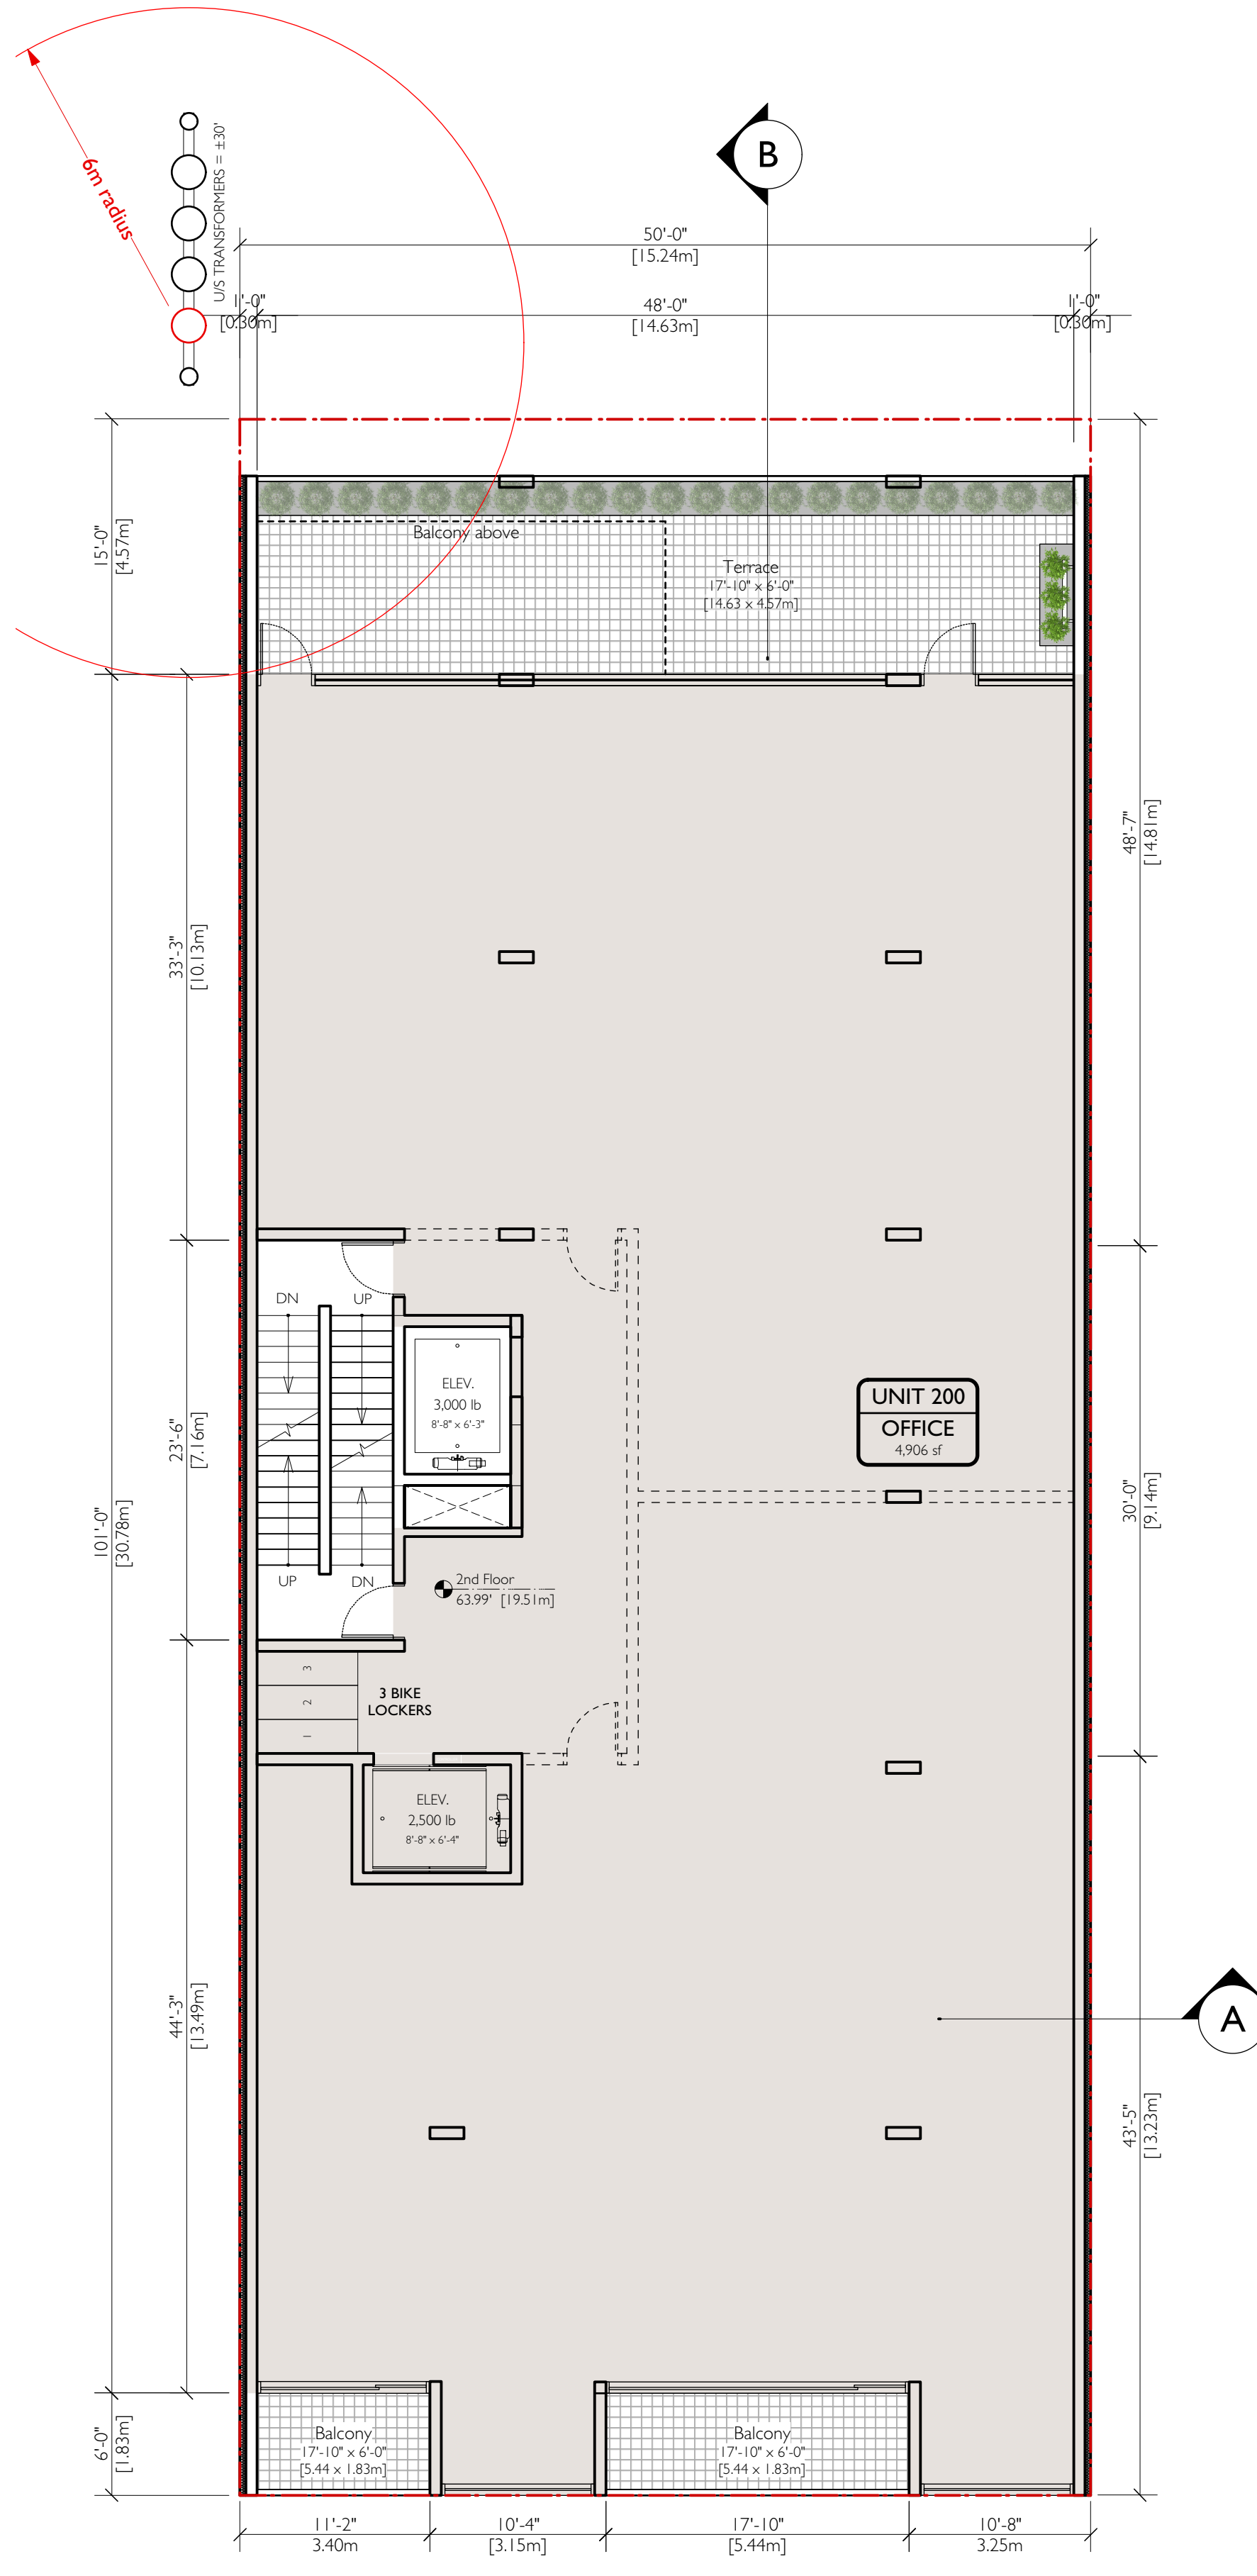 6m radius
U/S TRANSFORMERS = ±30'
B
50'-0"
[15.24m]
1'-0"
[0.30m]
48'-0"
[14.63m]
1'-0"
[0.30m]
15'-0"
[4.57m]
Balcony above
Terrace
17'-10" x 6'-0"
[14.63 x 4.57m]
48'-7"
[14.81m]
33'-3"
[10.13m]
DN
UP
ELEV.
3,000 lb
8'-8" x 6'-3"
UNIT 200
OFFICE
4,906 sf
23'-6"
[7.16m]
30'-0"
[9.14m]
101'-0"
[30.78m]
UP
DN
2nd Floor
63.99' [19.51m]
3
2
1
3 BIKE
LOCKERS
ELEV.
2,500 lb
8'-8" x 6'-4"
A
44'-3"
[13.49m]
43'-5"
[13.23m]
6'-0"
[1.83m]
Balcony
17'-10" x 6'-0"
[5.44 x 1.83m]
Balcony
17'-10" x 6'-0"
[5.44 x 1.83m]
11'-2"
3.40m
10'-4"
[3.15m]
17'-10"
[5.44m]
10'-8"
3.25m